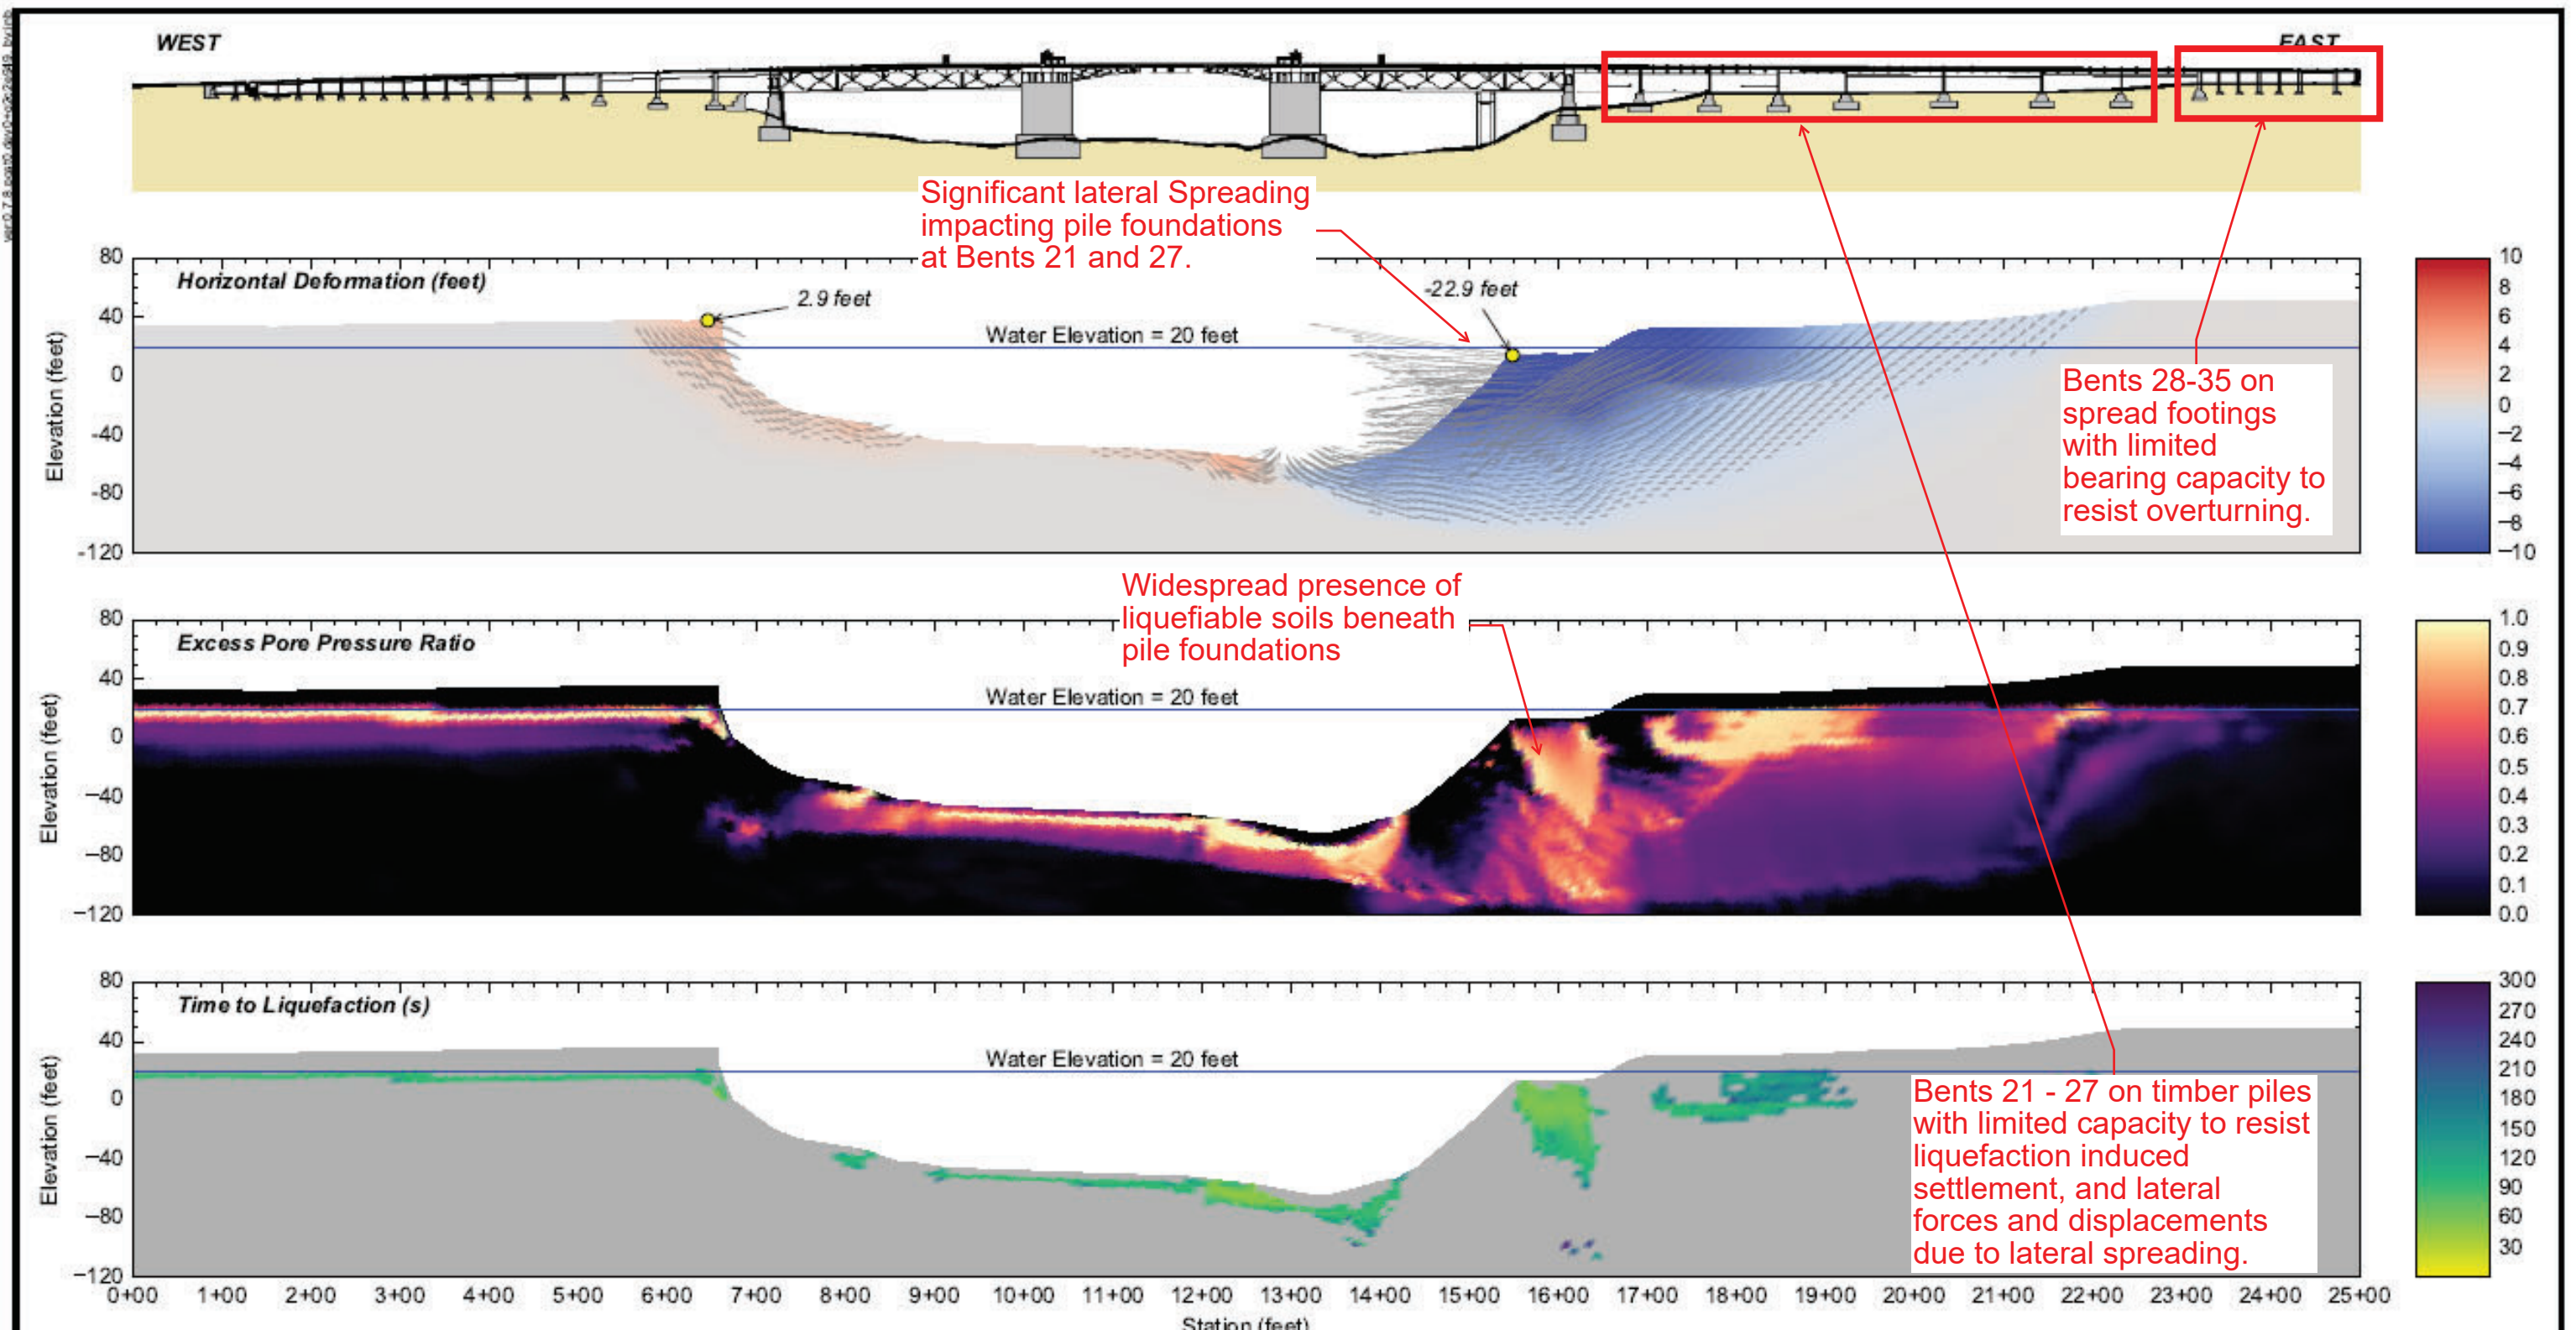 WEST
EAST
Significant lateral Spreading
impacting pile foundations
at Bents 21 and 27.
Horizontal Deformation (feet)
2.9 feet
-22.9 feet
Water Elevation = 20 feet
Elevation (feet)
80
40
0
-40
-80
-120
10
8
6
4
2
0
−2
−4
−6
−8
−10
Bents 28-35 on
spread footings
with limited
bearing capacity to
resist overturning.
Widespread presence of
liquefiable soils beneath
pile foundations
Excess Pore Pressure Ratio
Water Elevation = 20 feet
Elevation (feet)
80
40
0
−40
−80
−120
1.0
0.9
0.8
0.7
0.6
0.5
0.4
0.3
0.2
0.1
0.0
Time to Liquefaction (s)
Water Elevation = 20 feet
Elevation (feet)
80
40
0
−40
−80
−120
300
270
240
210
180
150
120
90
60
30
Bents 21 - 27 on timber piles
with limited capacity to resist
liquefaction induced
settlement, and lateral
forces and displacements
due to lateral spreading.
0+00 1+00 2+00 3+00 4+00 5+00 6+00 7+00 8+00 9+00 10+00 11+00 12+00 13+00 14+00 15+00 16+00 17+00 18+00 19+00 20+00 21+00 22+00 23+00 24+00 25+00
Station (feet)